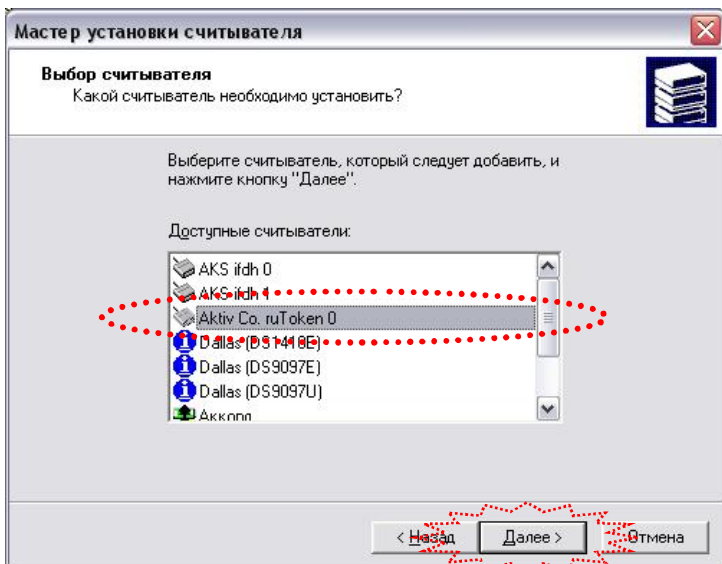 Мастер установки считывателя
Выбор считывателя
Какой считыватель необходимо установить?
Выберите считыватель, который следует добавить, и
нажмите кнопку "Далее".
Доступные считыватели:
AKS ifdh 0
AKS ifdh 1
Aktiv Co. ruToken 0
Dallas (DS1410E)
Dallas (DS9097E)
Dallas (DS9097U)
Аккорд
< Назад
Далее >
Отмена